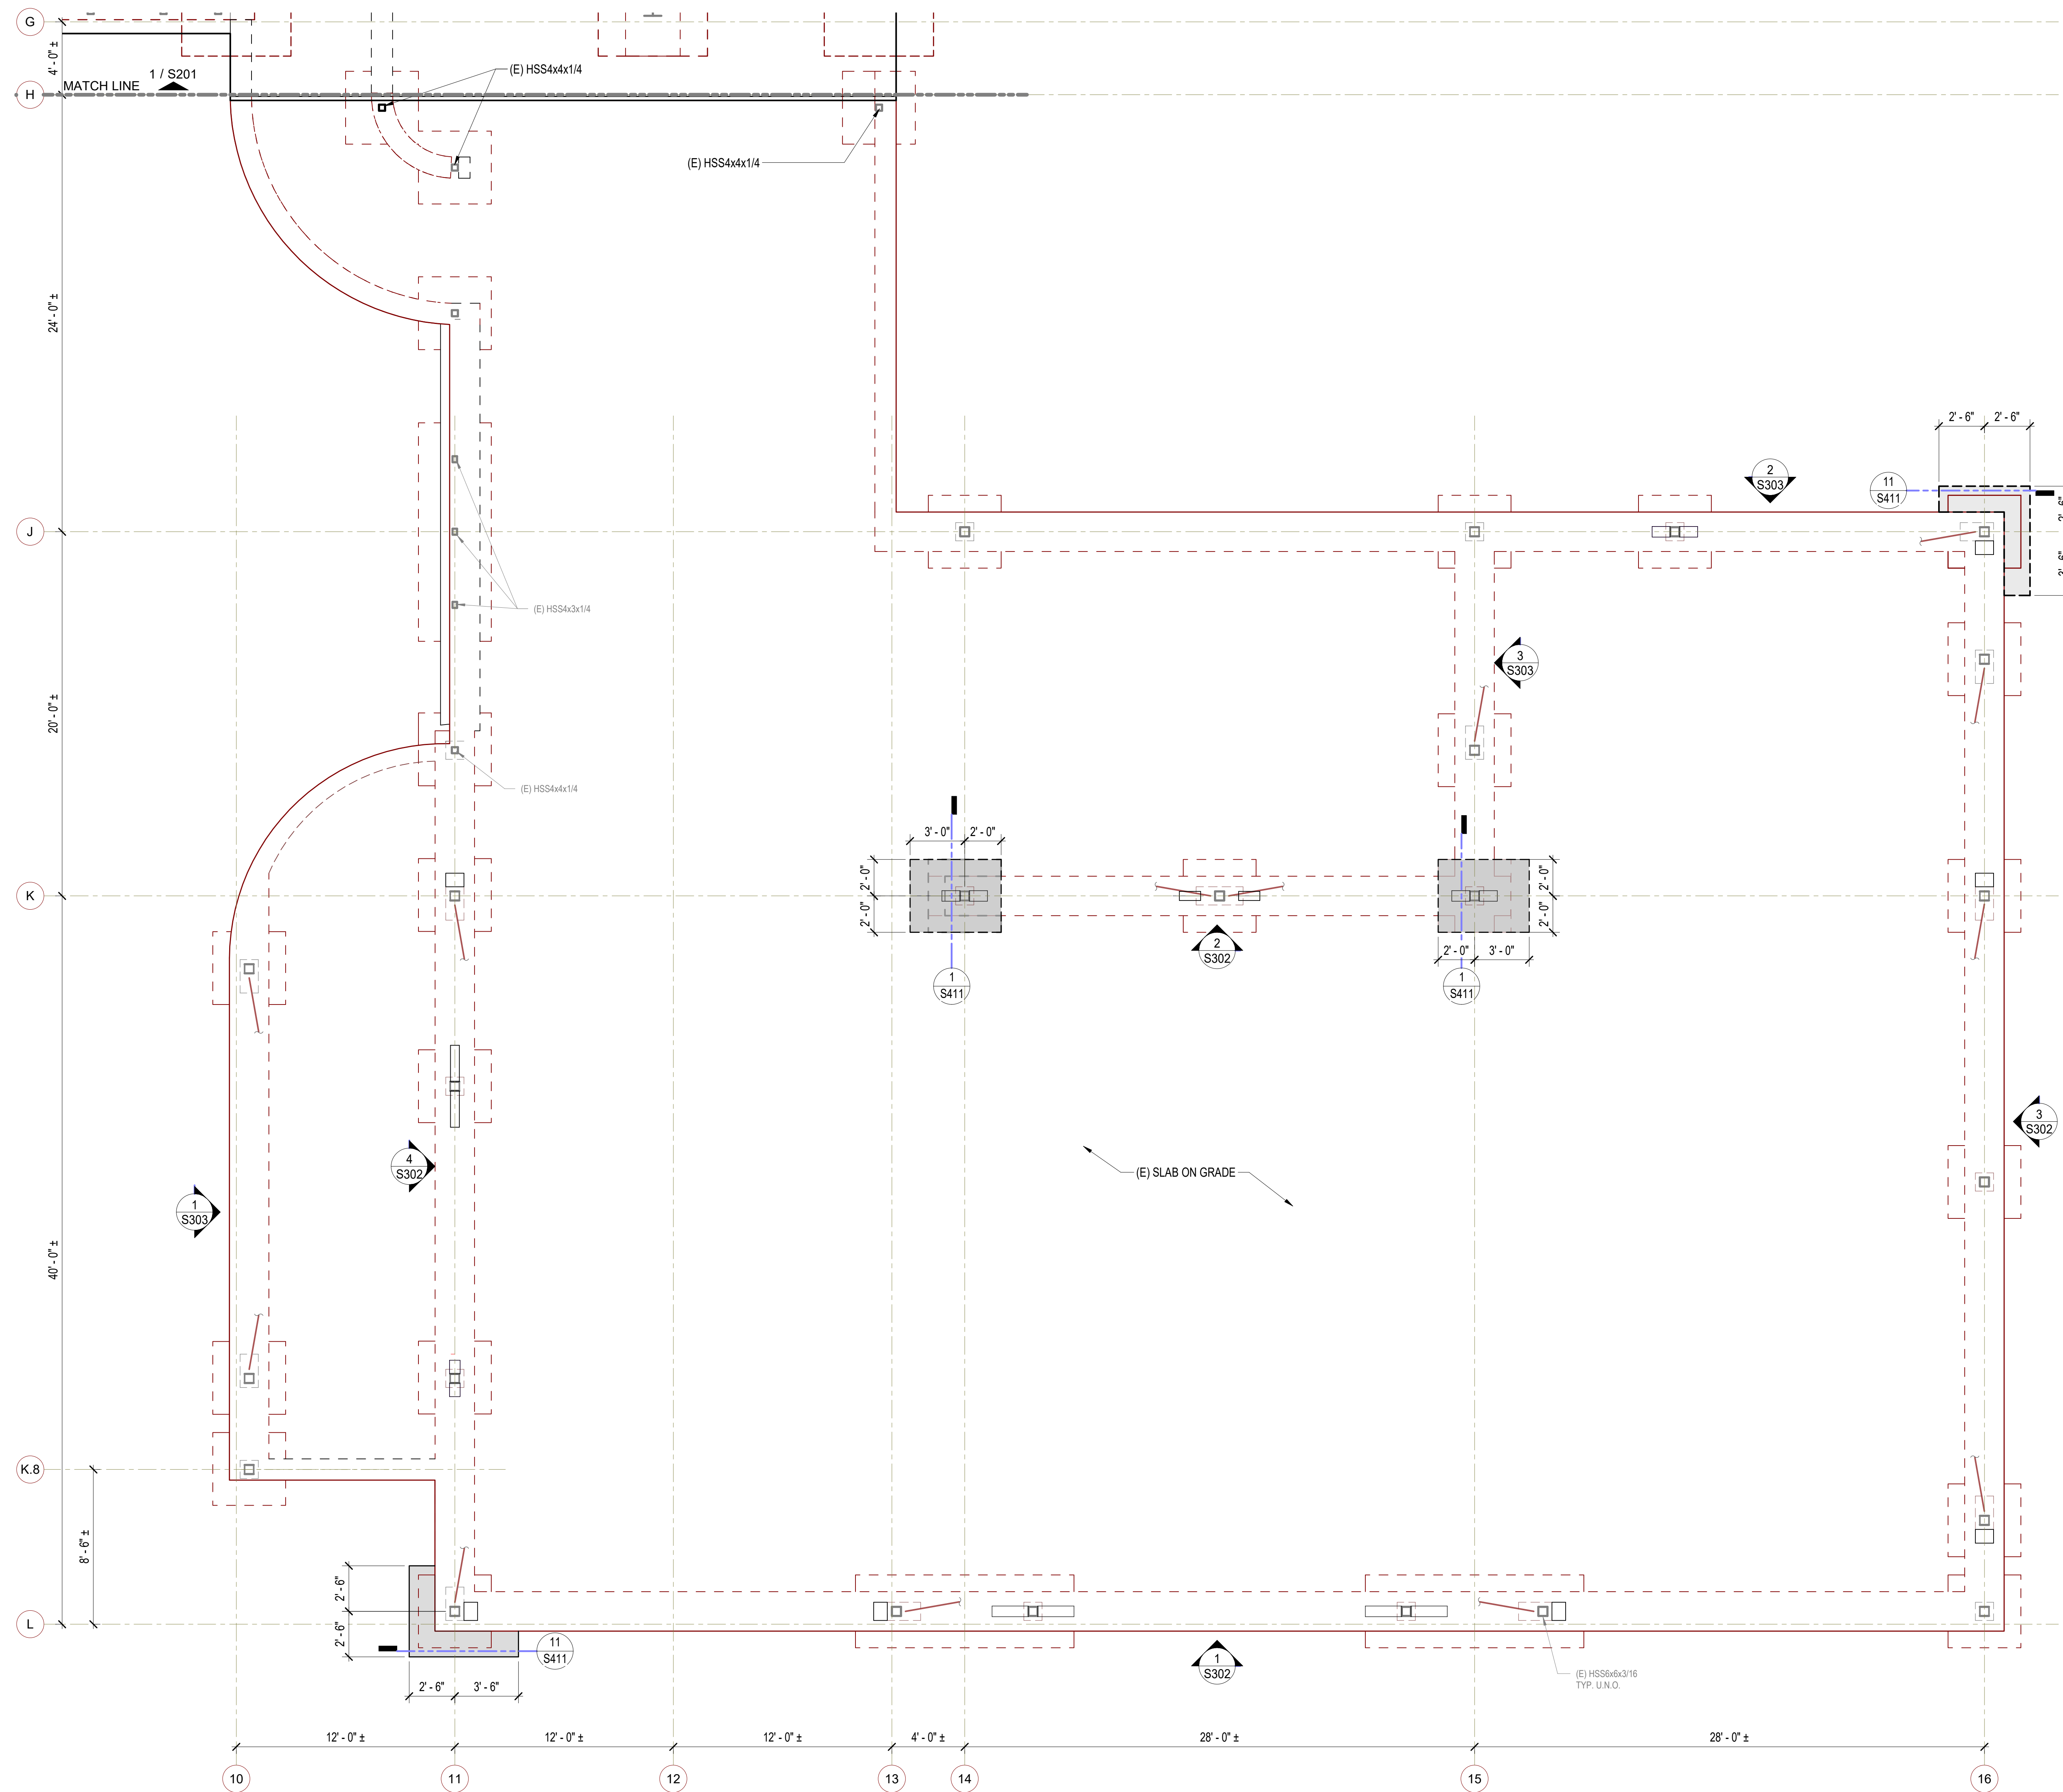 G
4' - 0" ±
1 / S201
MATCH LINE
H
(E) HSS4x4x1/4
(E) HSS4x4x1/4
24' - 0" ±
2' - 6"
2' - 6"
2
S303
11
S411
2' - 6"
2' - 6"
J
(E) HSS4x3x1/4
3
S303
20' - 0" ±
(E) HSS4x4x1/4
3' - 0"
2' - 0"
2' - 0"
2' - 0"
K
2' - 0"
2' - 0"
2
S302
2' - 0"
3' - 0"
1
S411
1
S411
3
S302
4
S302
(E) SLAB ON GRADE
1
S303
40' - 0" ±
K.8
8' - 6" ±
2' - 6"
2' - 6"
L
11
S411
1
S302
(E) HSS6x6x3/16
TYP. U.N.O.
2' - 6"
3' - 6"
12' - 0" ±
12' - 0" ±
12' - 0" ±
4' - 0" ±
28' - 0" ±
28' - 0" ±
10
11
12
13
14
15
16